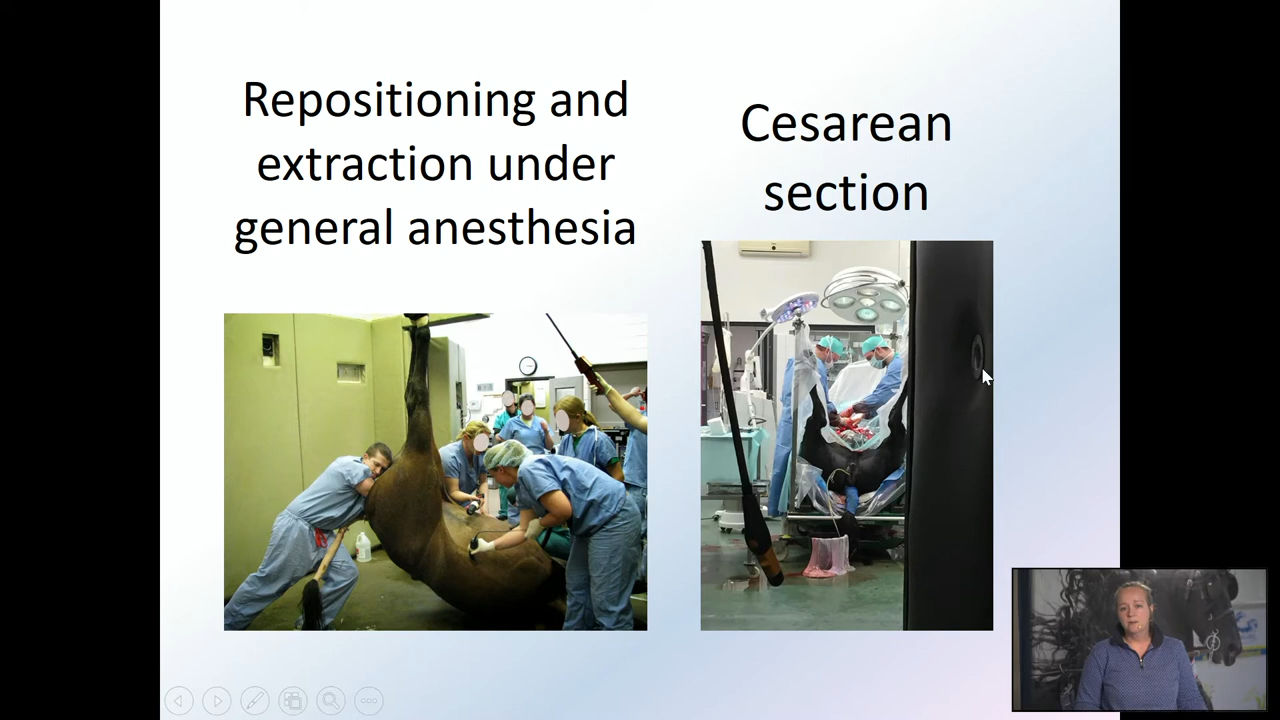 Repositioning and
extraction under
general anesthesia
Cesarean
section